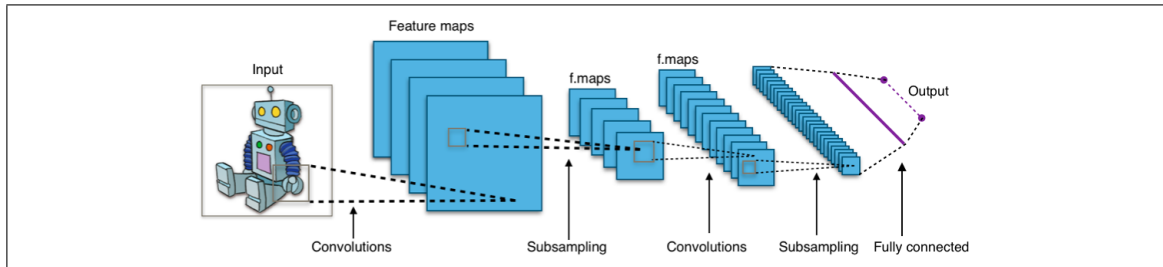 Feature maps
Input
f.maps
f.maps
Output
Convolutions
Subsampling
Convolutions
Subsampling
Fully connected